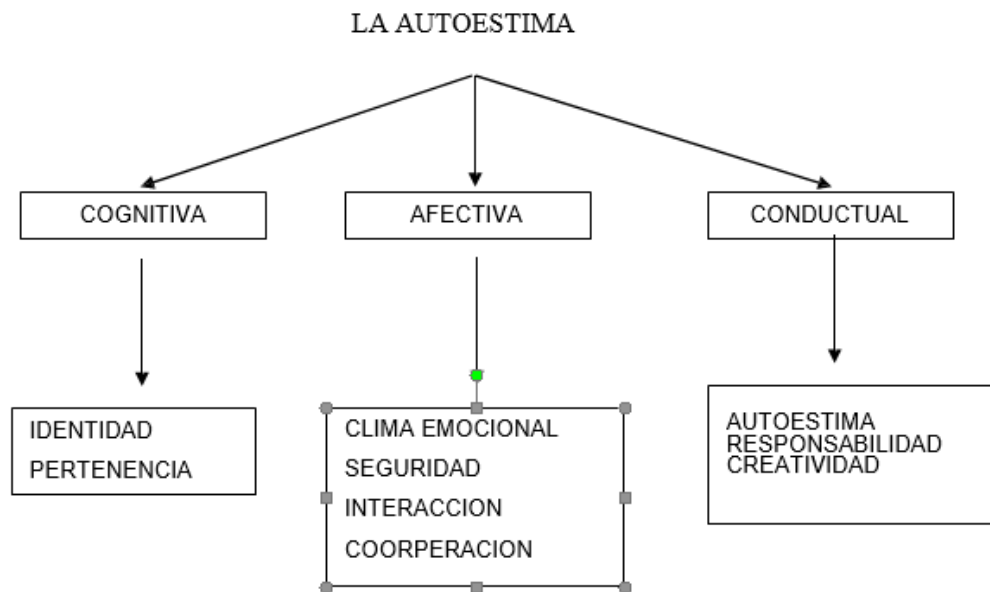 LA AUTOESTIMA
COGNITIVA
AFECTIVA
CONDUCTUAL
IDENTIDAD
PERTENENCIA
CLIMA EMOCIONAL
SEGURIDAD
INTERACCION
COORPERACION
AUTOESTIMA
RESPONSABILIDAD
CREATIVIDAD